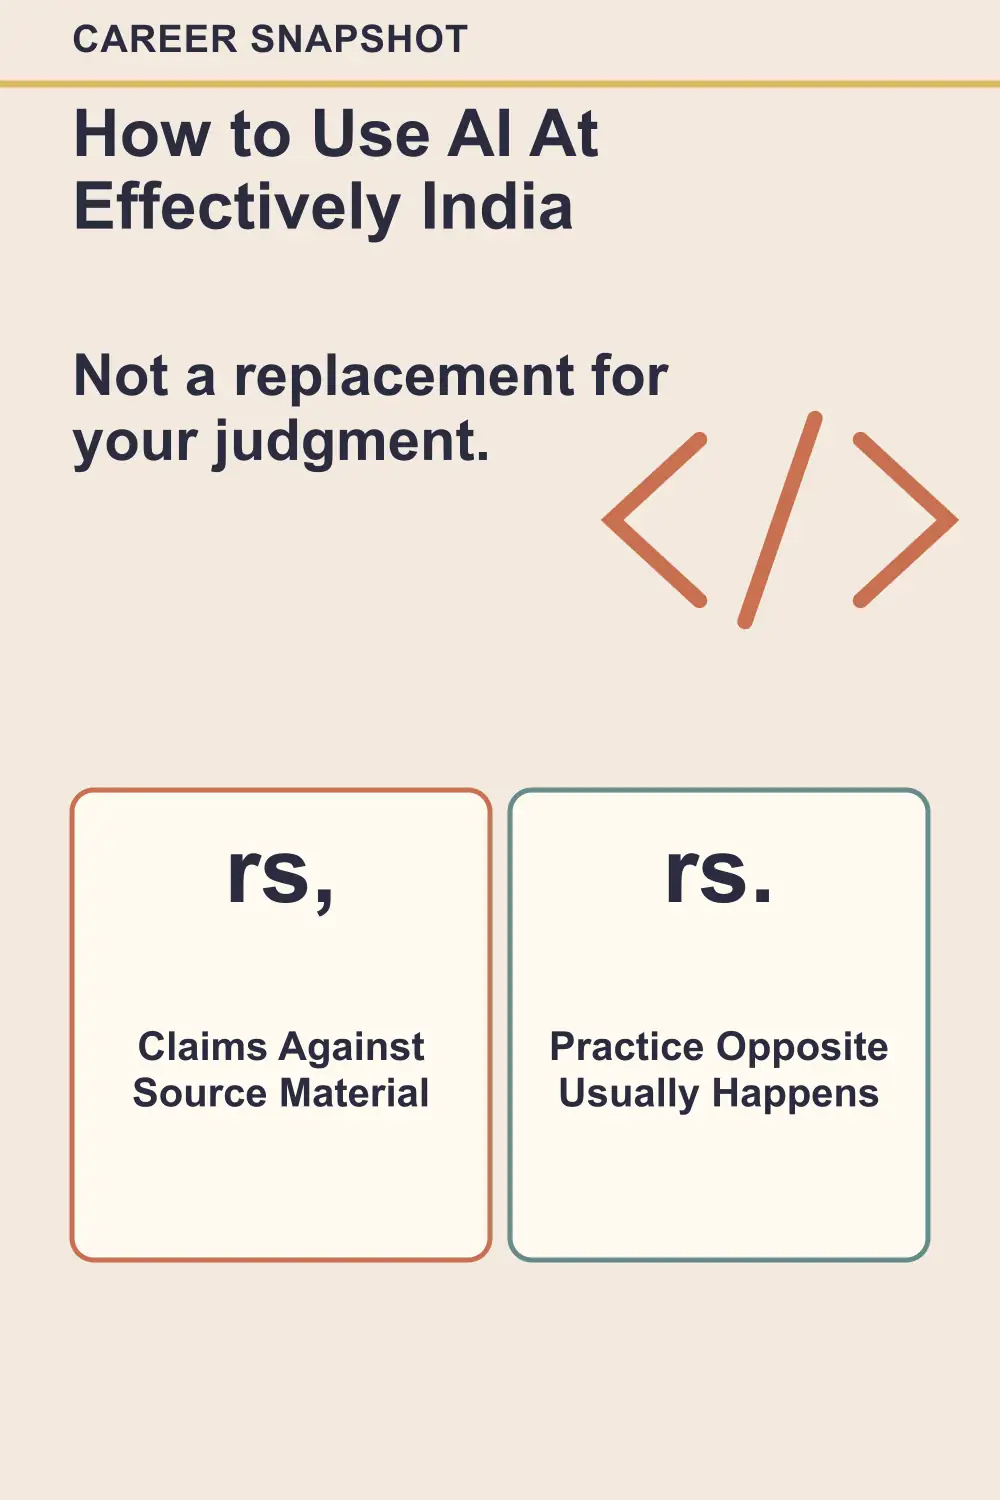 CAREER SNAPSHOT
How to Use AI At
Effectively India
Not a replacement for
your judgment.
</>
rs,
Claims Against
Source Material
rs.
Practice Opposite
Usually Happens